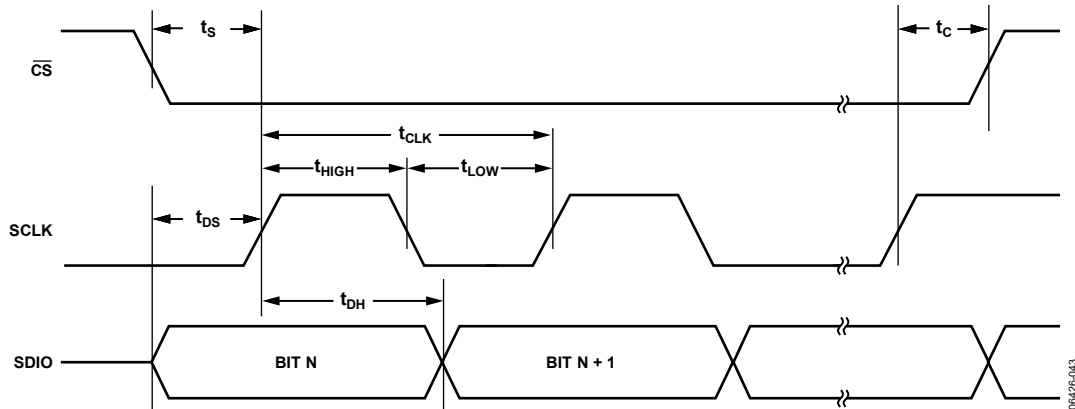 tS
tC
CS
tCLK
tHIGH
tLOW
tDS
SCLK
tDH
SDIO
BIT N
BIT N + 1
06426-043